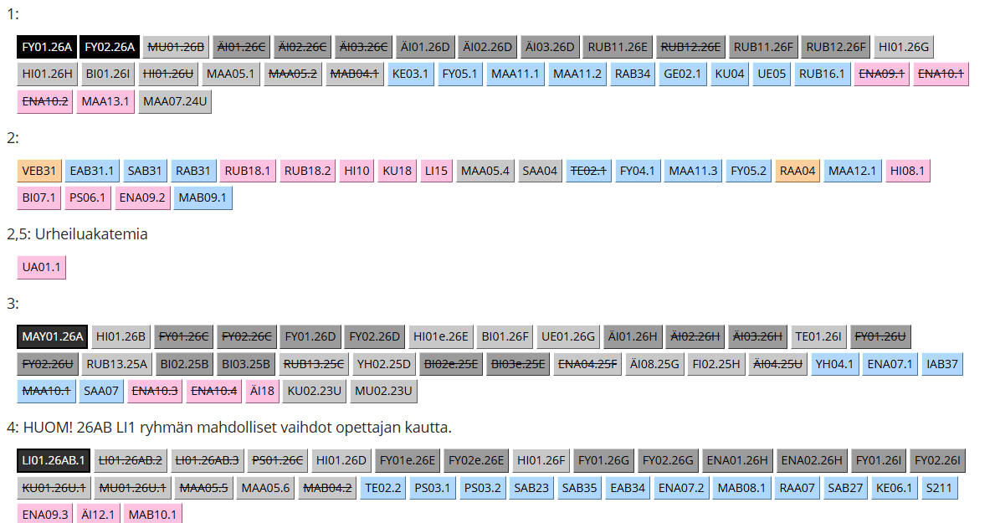 1:
FY01.26A FY02.26A MU01.26B ÄI01.26C ÄI02.26C ÄI03.26C ÄI01.26D ÄI02.26D ÄI03.26D RUB11.26E RUB12.26E RUB11.26F RUB12.26F HI01.26G
HI01.26H BI01.26I HI01.26U MAA05.1 MAA05.2 MAB04.1 KE03.1 FY05.1 MAA11.1 MAA11.2 RAB34 GE02.1 KU04 UE05 RUB16.1 ENA09.1 ENA10.1
ENA10.2 MAA13.1 MAA07.24U
2:
VEB31 EAB31.1 SAB31 RAB31 RUB18.1 RUB18.2 HI10 KU18 LI15 MAA05.4 SAA04 TE02.1 FY04.1 MAA11.3 FY05.2 RAA04 MAA12.1 HI08.1
BI07.1 PS06.1 ENA09.2 MAB09.1
2,5: Urheiluakatemia
UA01.1
3:
MAY01.26A HI01.26B FY01.26C FY02.26C FY01.26D FY02.26D HI01e.26E BI01.26F UE01.26G ÄI01.26H ÄI02.26H ÄI03.26H TE01.26I FY01.26U
FY02.26U RUB13.25A BI02.25B BI03.25B RUB13.25C YH02.25D BI02e.25E BI03e.25E ENA04.25F ÄI08.25G FI02.25H ÄI04.25U YH04.1 ENA07.1 IAB37
MAA10.1 SAA07 ENA10.3 ENA10.4 ÄI18 KU02.23U MU02.23U
4: HUOM! 26AB LI1 ryhmän mahdolliset vaihdot opettajan kautta.
LI01.26AB.1 LI01.26AB.2 LI01.26AB.3 PS01.26C HI01.26D FY01e.26E FY02e.26E HI01.26F FY01.26G FY02.26G ENA01.26H ENA02.26H FY01.26I FY02.26I
KU01.26U.1 MU01.26U.1 MAA05.5 MAA05.6 MAB04.2 TE02.2 PS03.1 PS03.2 SAB23 SAB35 EAB34 ENA07.2 MAB08.1 RAA07 SAB27 KE06.1 S211
ENA09.3 ÄI12.1 MAB10.1